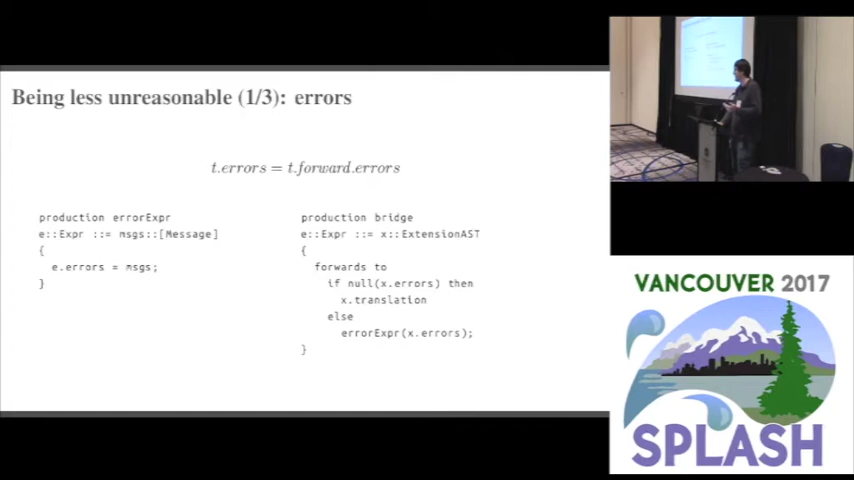 Being less unreasonable (1/3): errors
t.errors = t.forward.errors
production errorExpr
e::Expr ::= msgs::[Message]
{
e.errors = msgs;
}
production bridge
e::Expr ::= x::ExtensionAST
{
forwards to
if null(x.errors) then
x.translation
else
errorExpr(x.errors);
}
VANCOUVER 2017
SPLASH